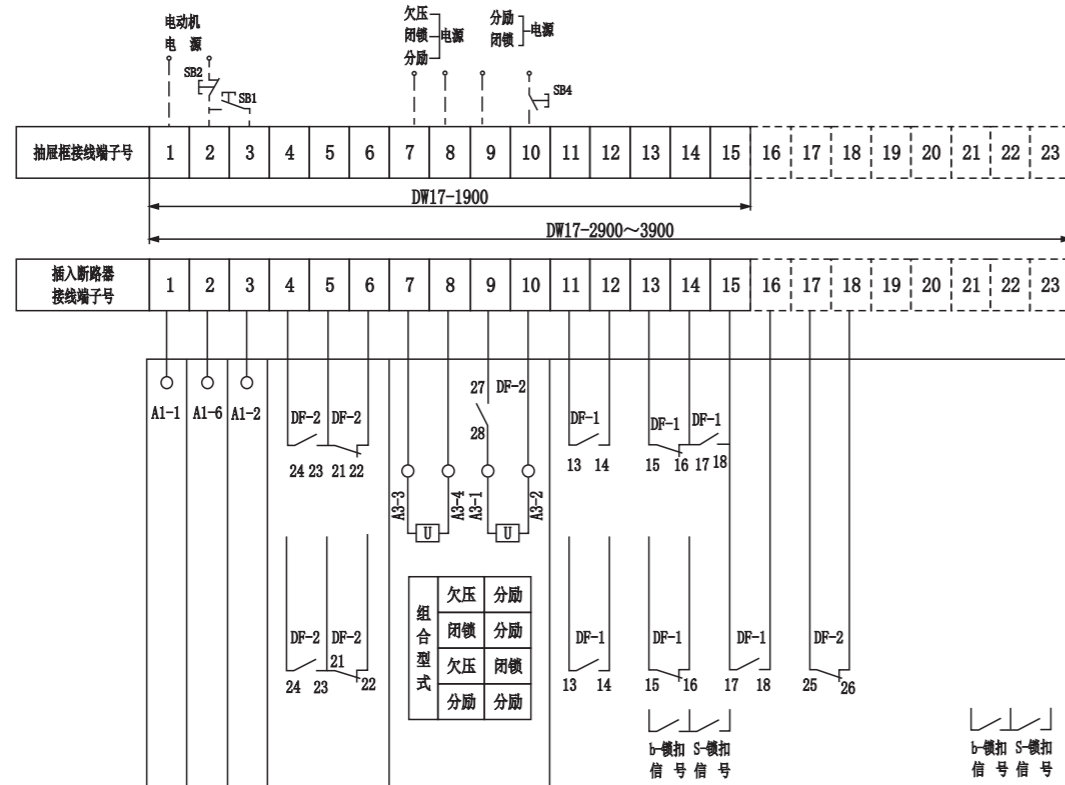 电动机
电 源
SB2
SB1
欠压
闭锁
分励
电源
分励
闭锁
电源
SB4
抽屉框接线端子号 1 2 3 4 5 6 7 8 9 10 11 12 13 14 15 16 17 18 19 20 21 22 23
DW17-1900
DW17-2900～3900
插入断路器
接线端子号
1 2 3 4 5 6 7 8 9 10 11 12 13 14 15 16 17 18 19 20 21 22 23
A1-1 A1-6 A1-2
DF-2 DF-2
24 23 21 22
27 DF-2
28
A3-3 A3-4 A3-1 A3-2
U U
DF-1
13 14
DF-1 DF-1
15 16 17 18
组合型式
欠压 分励
闭锁 分励
欠压 闭锁
分励 分励
DF-2 DF-2
24 23 21 22
DF-1
13 14
DF-1
15 16
DF-1
17 18
DF-2
25 26
b-锁扣 S-锁扣
信 号 信 号
b-锁扣 S-锁扣
信 号 信 号